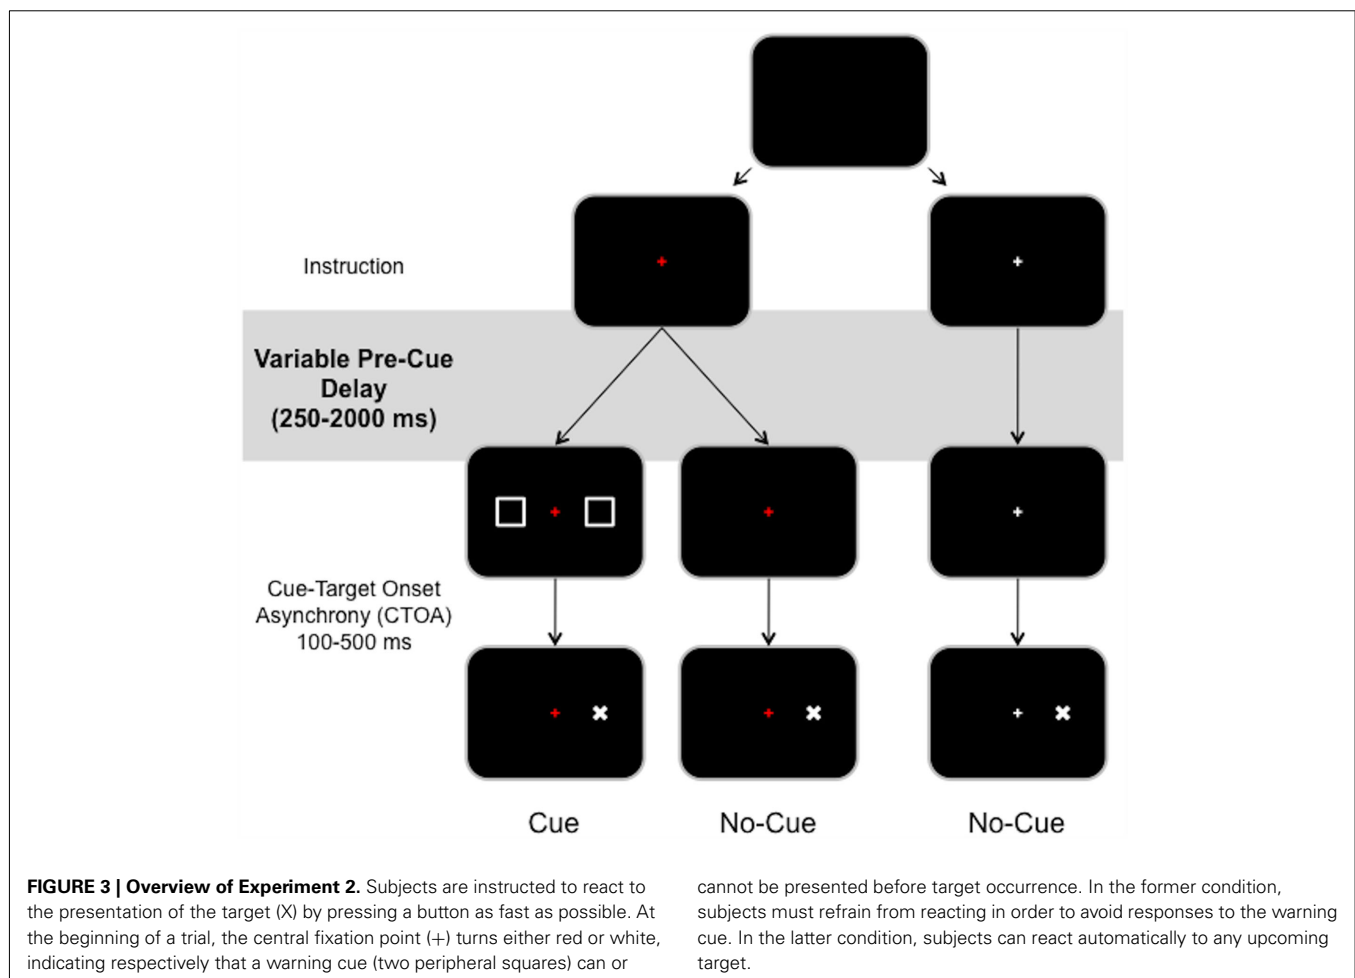 Instruction
Variable Pre-Cue
Delay
(250-2000 ms)
Cue-Target Onset
Asynchrony (CTOA)
100-500 ms
Cue
No-Cue
No-Cue
FIGURE 3 | Overview of Experiment 2. Subjects are instructed to react to
the presentation of the target (X) by pressing a button as fast as possible. At
the beginning of a trial, the central fixation point (+) turns either red or white,
indicating respectively that a warning cue (two peripheral squares) can or
cannot be presented before target occurrence. In the former condition,
subjects must refrain from reacting in order to avoid responses to the warning
cue. In the latter condition, subjects can react automatically to any upcoming
target.